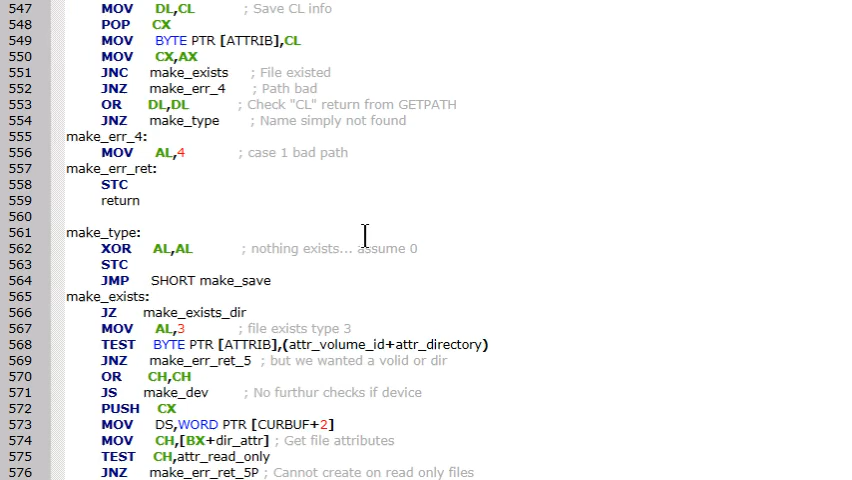 547 MOV DL,CL ; Save CL info
548 POP CX
549 MOV BYTE PTR [ATTRIB],CL
550 MOV CX,AX
551 JNC make_exists ; File existed
552 JNZ make_err_4 ; Path bad
553 OR DL,DL ; Check "CL" return from GETPATH
554 JNZ make_type ; Name simply not found
555 make_err_4:
556 MOV AL,4 ; case 1 bad path
557 make_err_ret:
558 STC
559 return
560
561 make_type:
562 XOR AL,AL ; nothing exists... assume 0
563 STC
564 JMP SHORT make_save
565 make_exists:
566 JZ make_exists_dir
567 MOV AL,3 ; file exists type 3
568 TEST BYTE PTR [ATTRIB],(attr_volume_id+attr_directory)
569 JNZ make_err_ret_5 ; but we wanted a volid or dir
570 OR CH,CH
571 JS make_dev ; No furthur checks if device
572 PUSH CX
573 MOV DS,WORD PTR [CURBUF+2]
574 MOV CH,[BX+dir_attr] ; Get file attributes
575 TEST CH,attr_read_only
576 JNZ make_err_ret_5P ; Cannot create on read only files